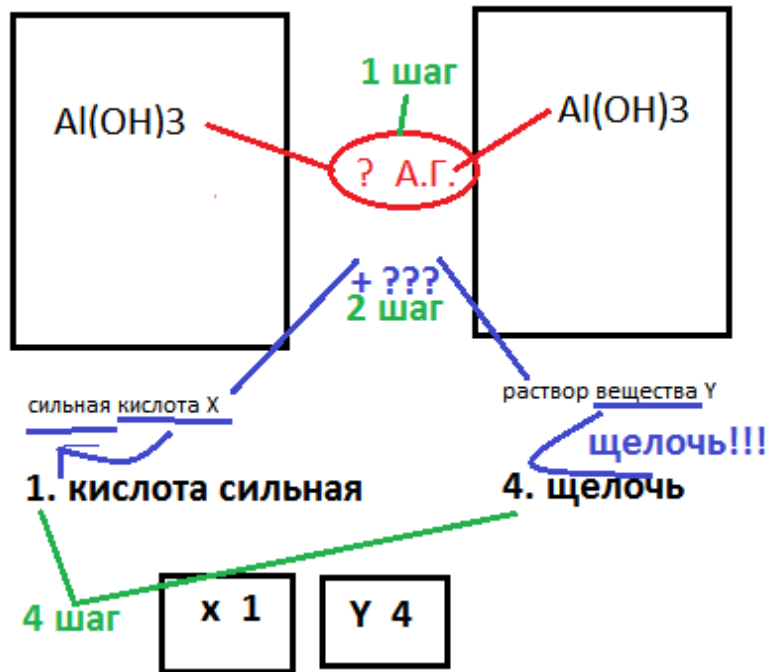 1 шаг
Al(OH)3
Al(OH)3
? А.Г.
+ ???
2 шаг
сильная кислота X
раствор вещества Y
щелочь!!!
1. кислота сильная
4. щелочь
4 шаг
x 1
Y 4